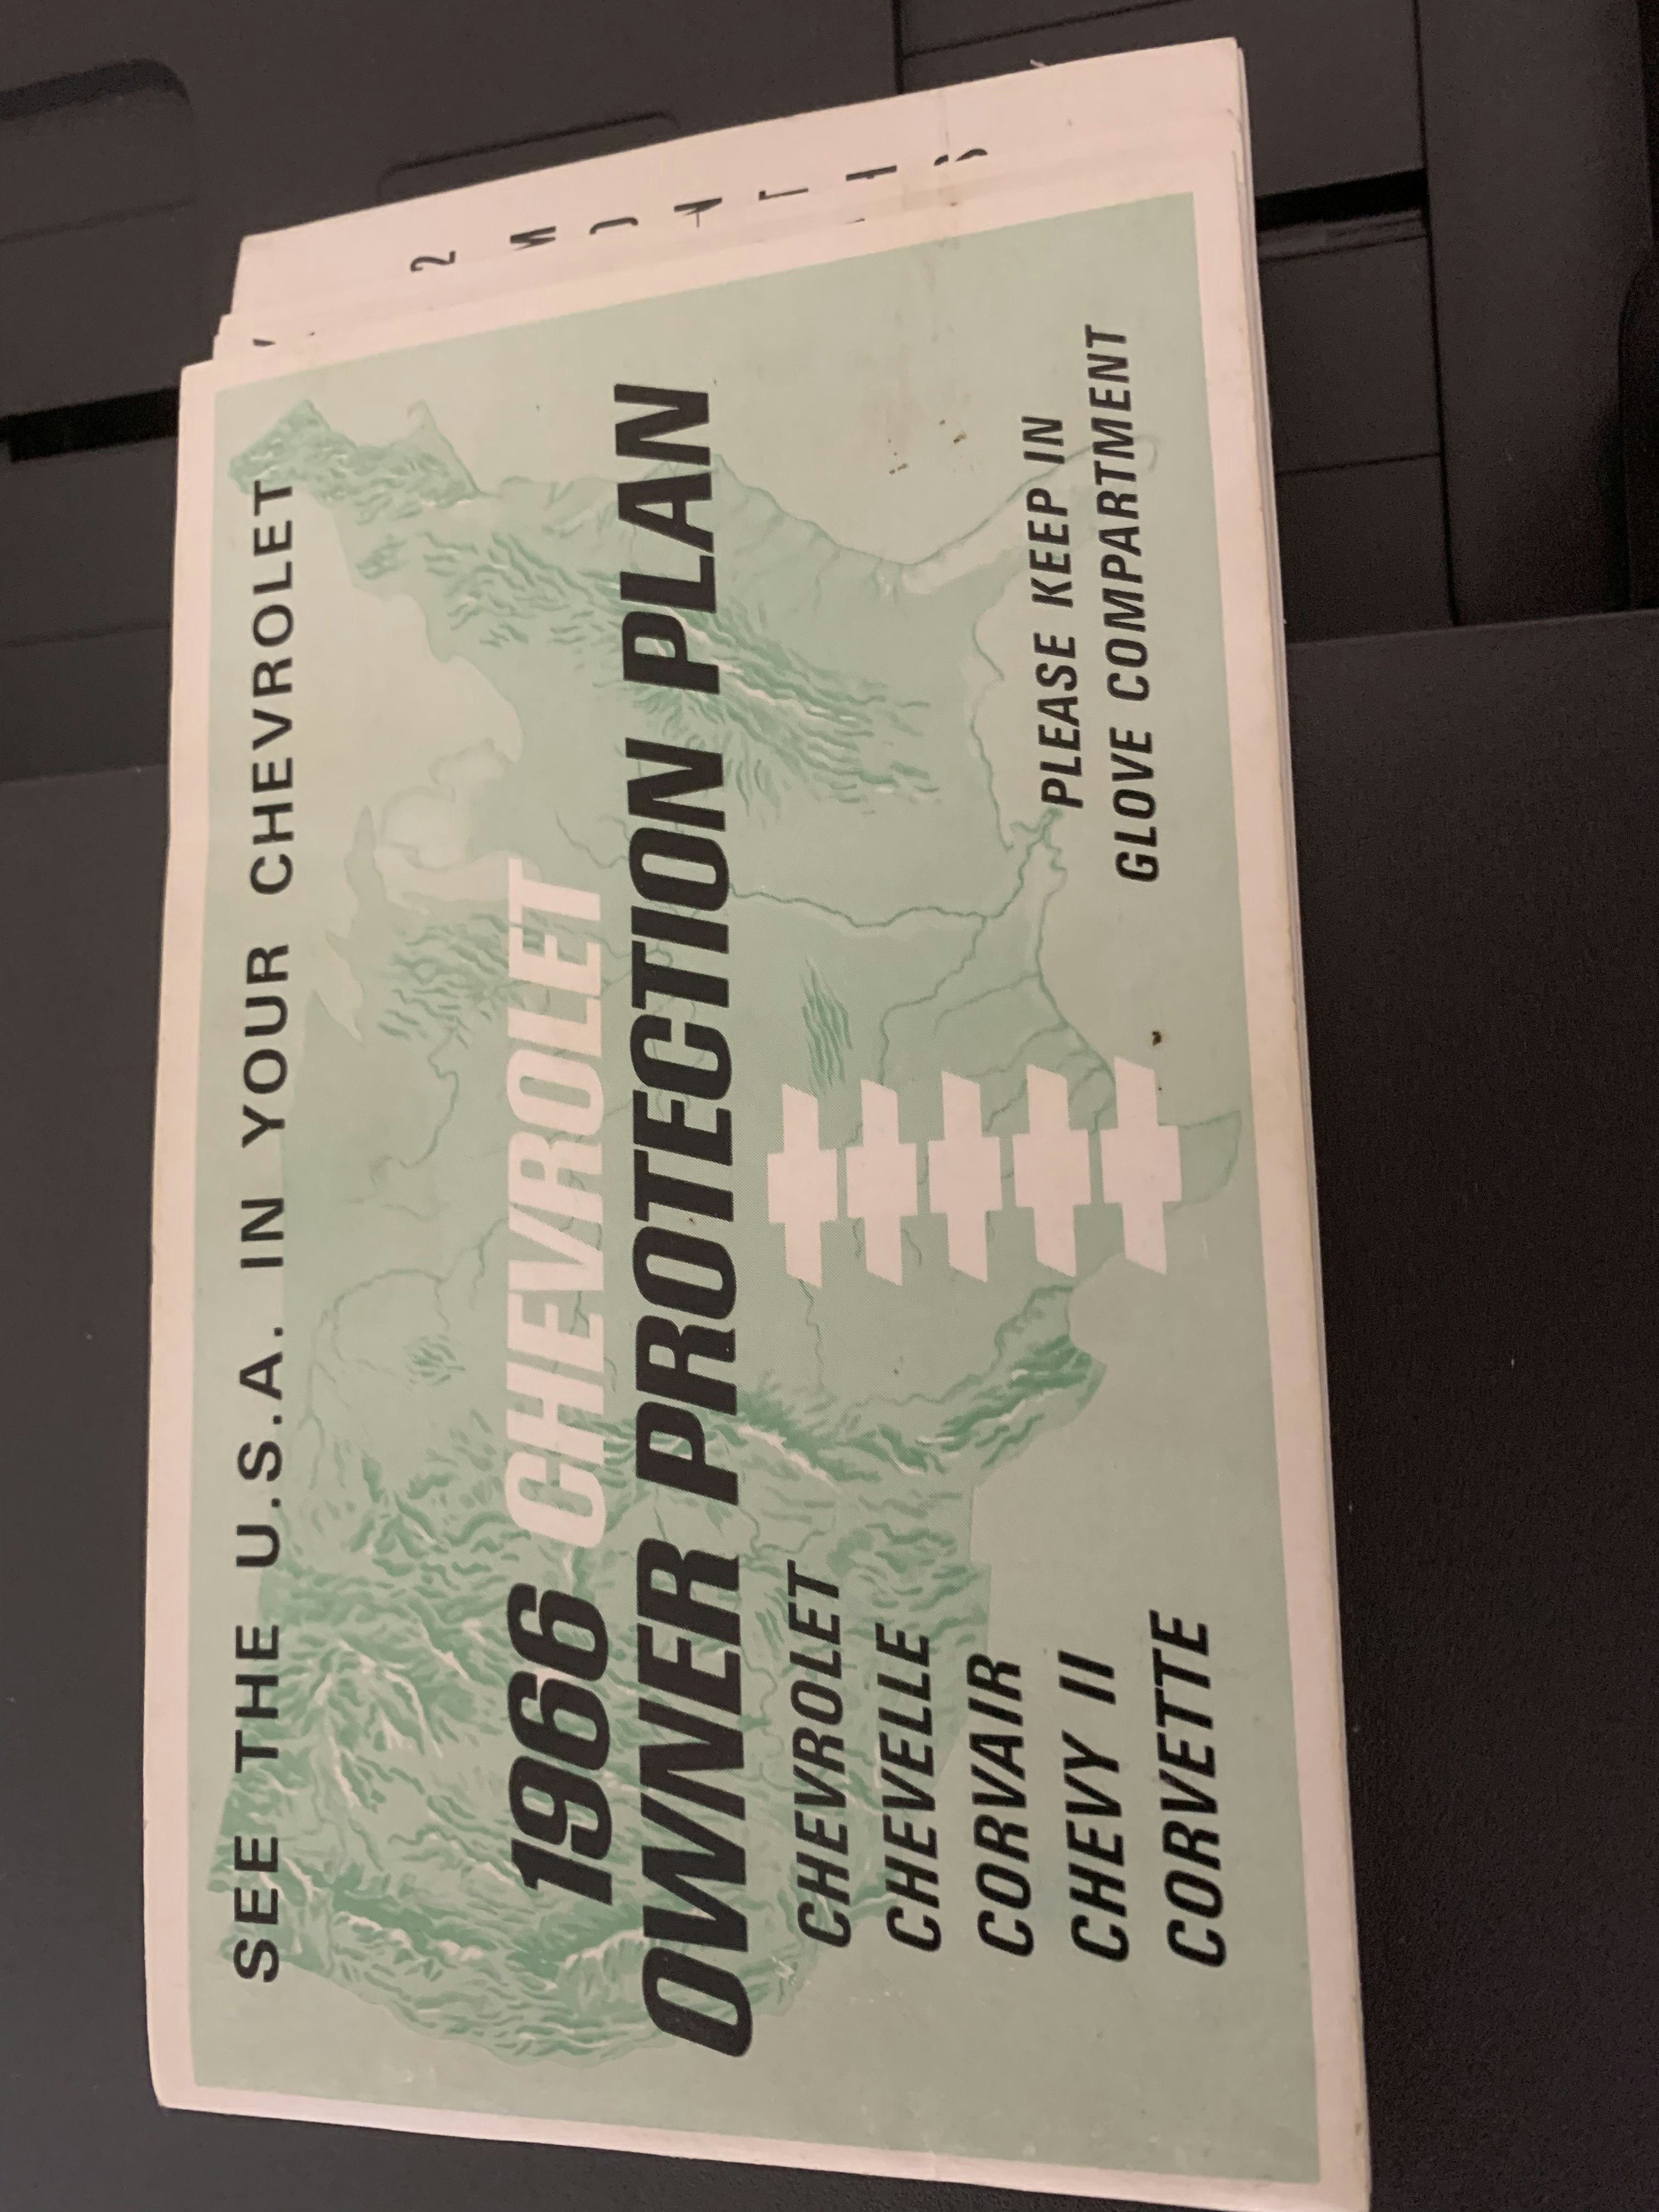 SEE THE U.S.A. IN YOUR CHEVROLET
1966 CHEVROLET
OWNER PROTECTION PLAN
CHEVROLET
CHEVELLE
CORVAIR
CHEVY II
CORVETTE
PLEASE KEEP IN
GLOVE COMPARTMENT
2